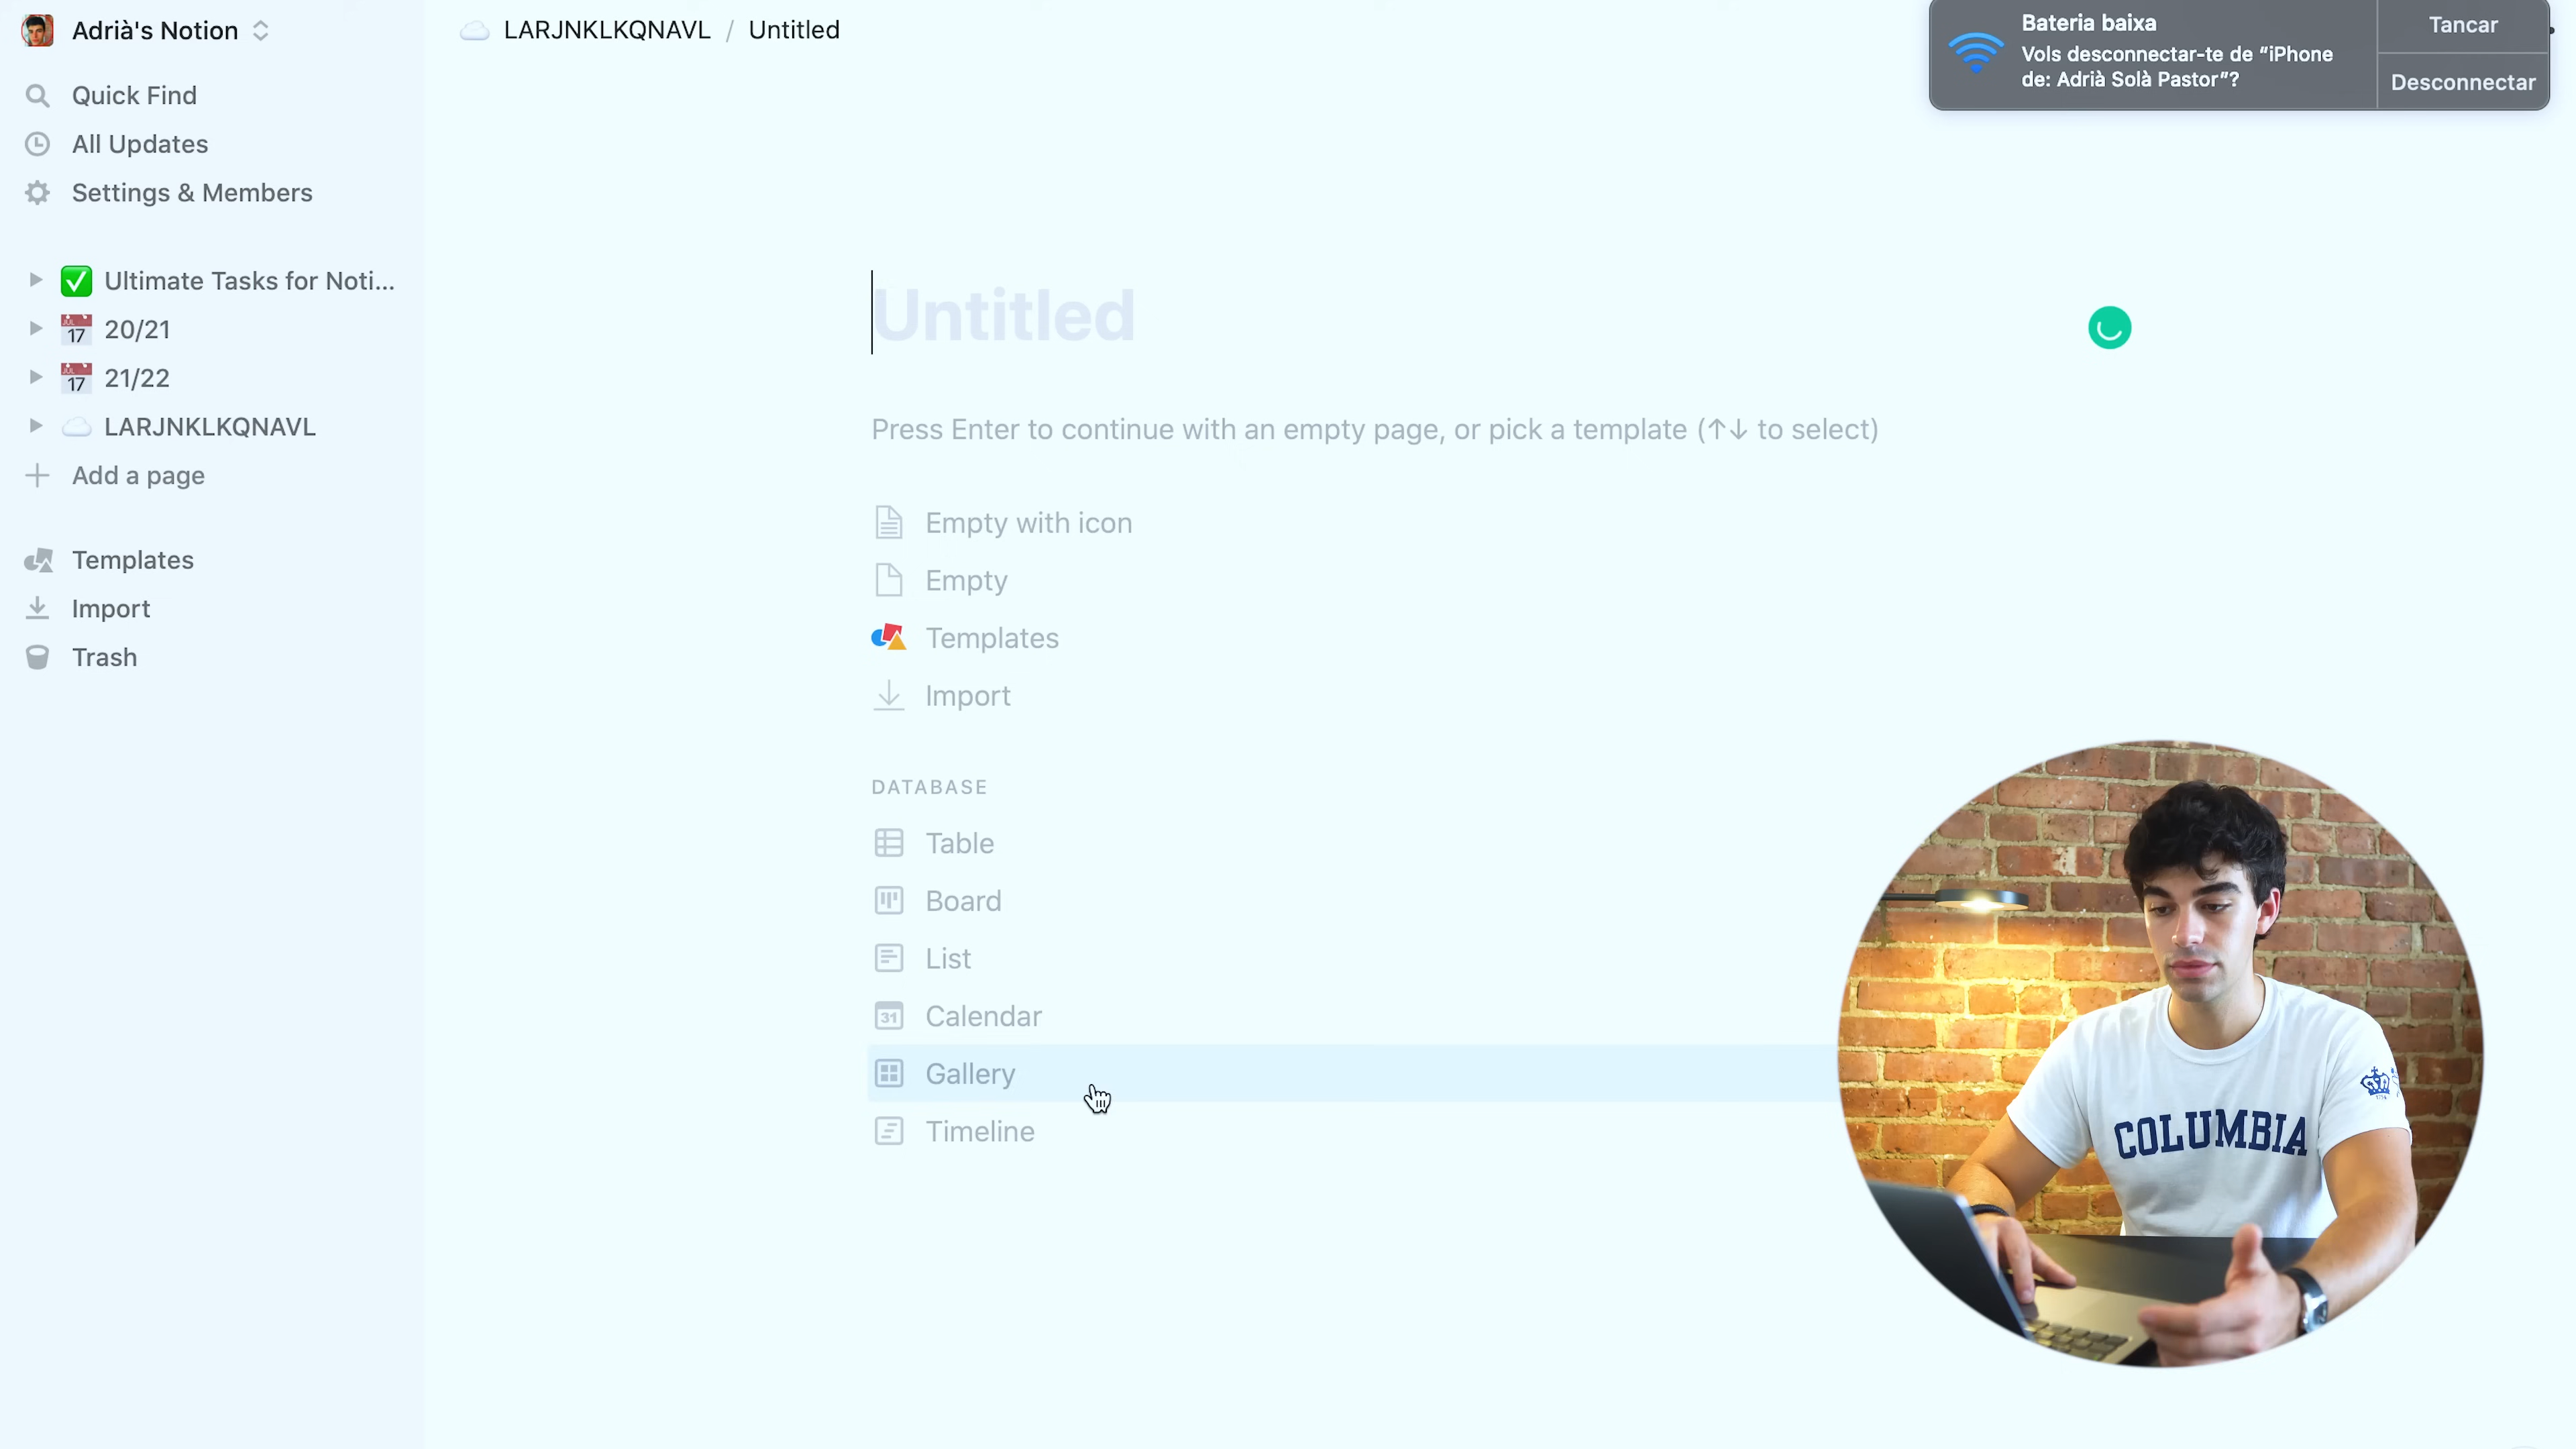 Adrià's Notion
Quick Find
All Updates
Settings & Members
Ultimate Tasks for Noti...
20/21
21/22
LARJNKLKQNAVL
Add a page
Templates
Import
Trash
LARJNKLKQNAVL / Untitled
Bateria baixa
Vols desconnectar-te de “iPhone
de: Adrià Solà Pastor”?
Tancar
Desconnectar
Untitled
Press Enter to continue with an empty page, or pick a template (↑↓ to select)
Empty with icon
Empty
Templates
Import
DATABASE
Table
Board
List
Calendar
Gallery
Timeline
COLUMBIA